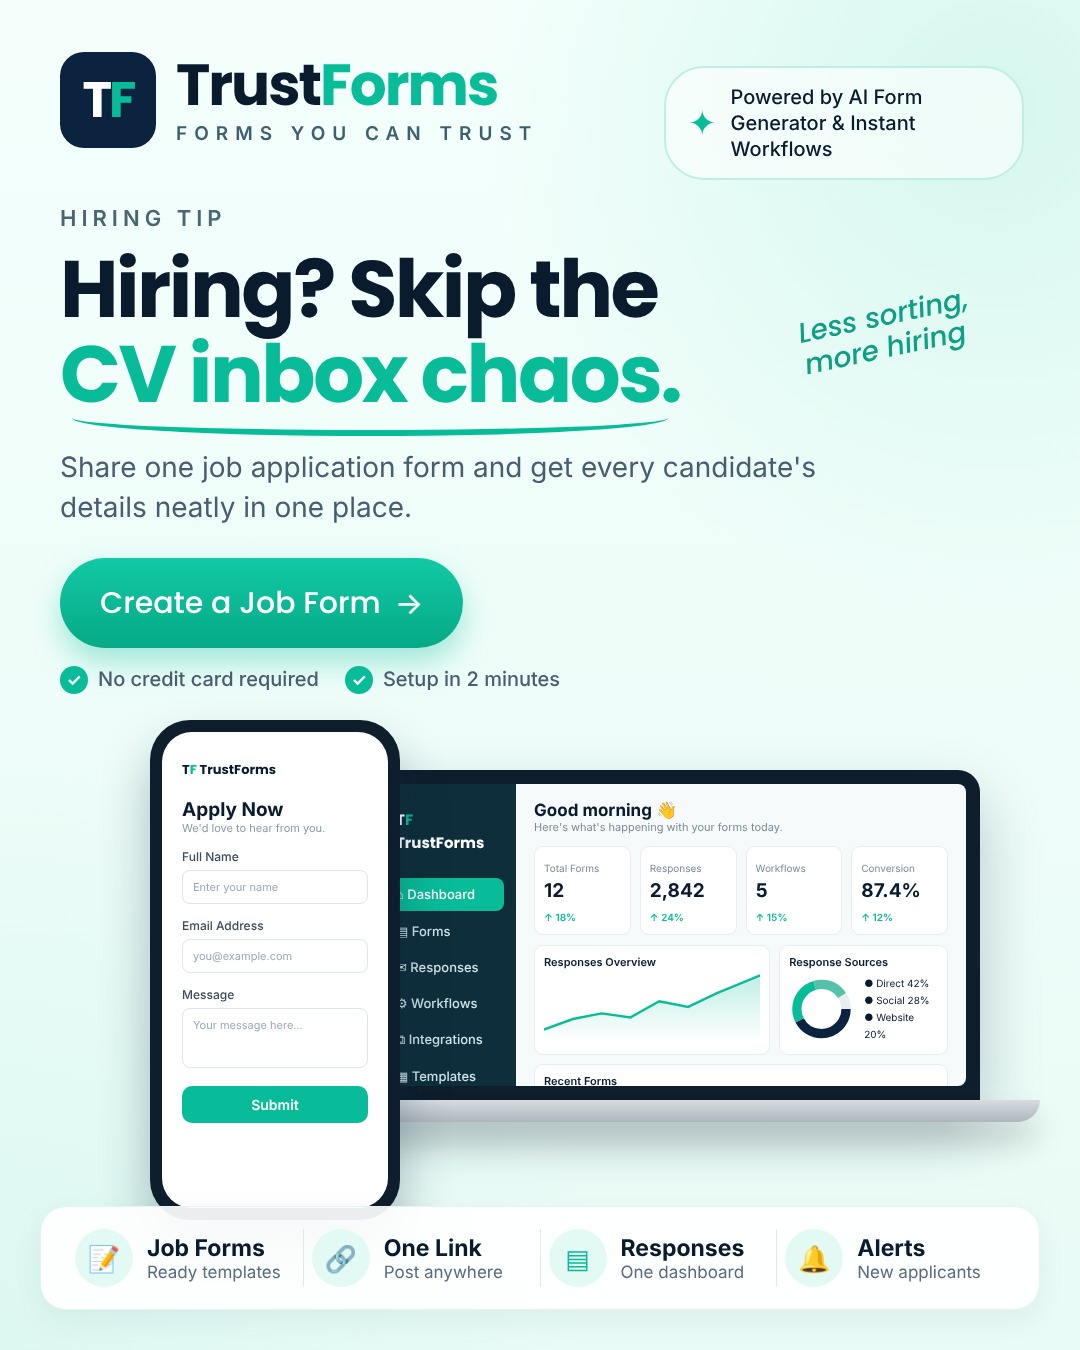 TF
TrustForms
FORMS YOU CAN TRUST
Powered by AI Form
Generator & Instant
Workflows
HIRING TIP
Hiring? Skip the
CV inbox chaos.
Less sorting,
more hiring
Share one job application form and get every candidate's
details neatly in one place.
Create a Job Form →
No credit card required
Setup in 2 minutes
TF TrustForms
Apply Now
We'd love to hear from you.
Full Name
Enter your name
Email Address
you@example.com
Message
Your message here...
Submit
TF
TrustForms
Dashboard
Forms
Responses
Workflows
Integrations
Templates
Good morning 👋
Here's what's happening with your forms today.
Total Forms
12
↑ 18%
Responses
2,842
↑ 24%
Workflows
5
↑ 15%
Conversion
87.4%
↑ 12%
Responses Overview
Response Sources
● Direct 42%
● Social 28%
● Website
20%
Recent Forms
Job Forms
Ready templates
One Link
Post anywhere
Responses
One dashboard
Alerts
New applicants